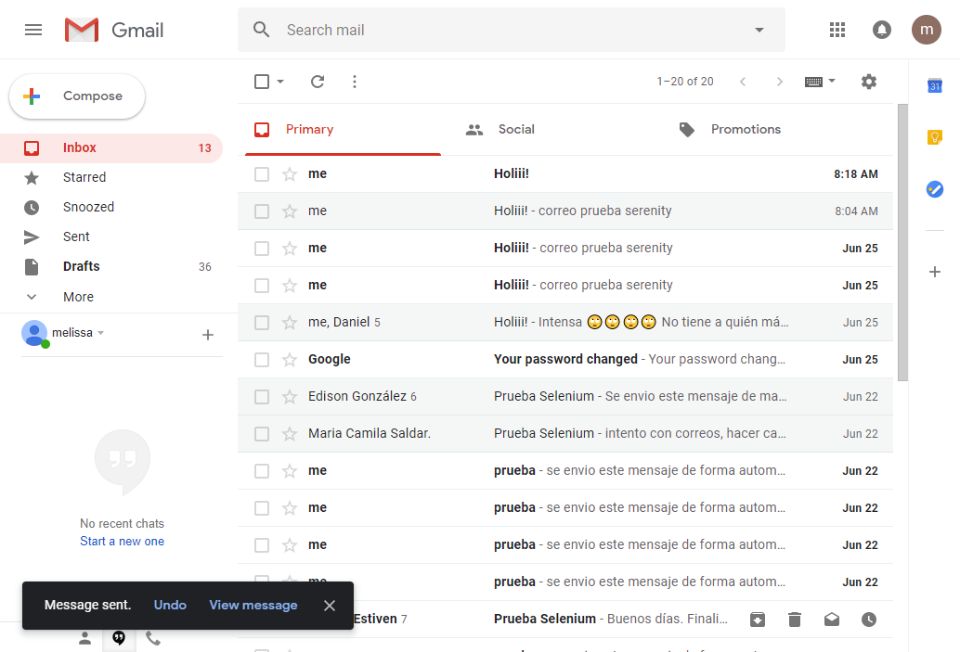 Gmail
Search mail
m
Compose
1–20 of 20
31
Primary
Social
Promotions
Inbox 13
Starred
Snoozed
Sent
Drafts 36
More
melissa
No recent chats
Start a new one
me Holiii! 8:18 AM
me Holiii! - correo prueba serenity 8:04 AM
me Holiii! - correo prueba serenity Jun 25
me Holiii! - correo prueba serenity Jun 25
me, Daniel 5 Holiii! - Intensa 🙄🙄🙄🙄 No tiene a quién má… Jun 25
Google Your password changed - Your password chang… Jun 25
Edison González 6 Prueba Selenium - Se envio este mensaje de ma… Jun 22
Maria Camila Saldar. Prueba Selenium - intento con correos, hacer ca… Jun 22
me prueba - se envio este mensaje de forma autom… Jun 22
me prueba - se envio este mensaje de forma autom… Jun 22
me prueba - se envio este mensaje de forma autom… Jun 22
me prueba - se envio este mensaje de forma autom… Jun 22
Estiven 7 Prueba Selenium - Buenos días. Finali…
Message sent. Undo View message